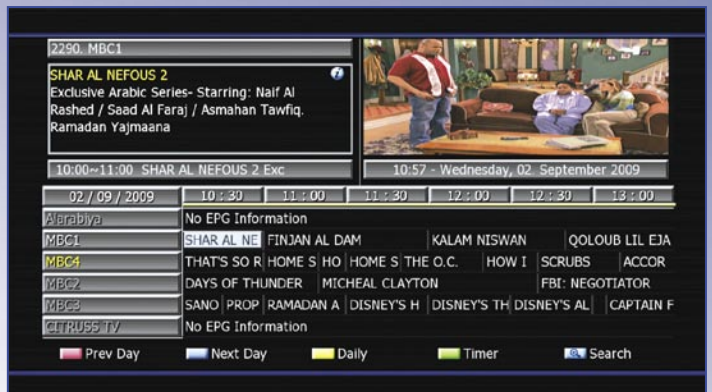 2290. MBC1
SHAR AL NEFOUS 2
Exclusive Arabic Series- Starring: Naif Al
Rashed / Saad Al Faraj / Asmahan Tawfiq.
Ramadan Yajmaana
10:00~11:00 SHAR AL NEFOUS 2 Exc
10:57 - Wednesday, 02 September 2009
02 / 09 / 2009 10 : 30 11 : 00 11 : 30 12 : 00 12 : 30 13 : 00
Alarabiya No EPG Information
MBC1 SHAR AL NE FINJAN AL DAM KALAM NISWAN QOLOUB LIL EJA
MBC4 THAT'S SO R HOME S HO HOME S THE O.C. HOW I SCRUBS ACCOR
MBC2 DAYS OF THUNDER MICHEAL CLAYTON FBI: NEGOTIATOR
MBC3 SANO PROP RAMADAN A DISNEY'S H DISNEY'S TH DISNEY'S AL CAPTAIN F
CITRUSS TV No EPG Information
Prev Day Next Day Daily Timer Search